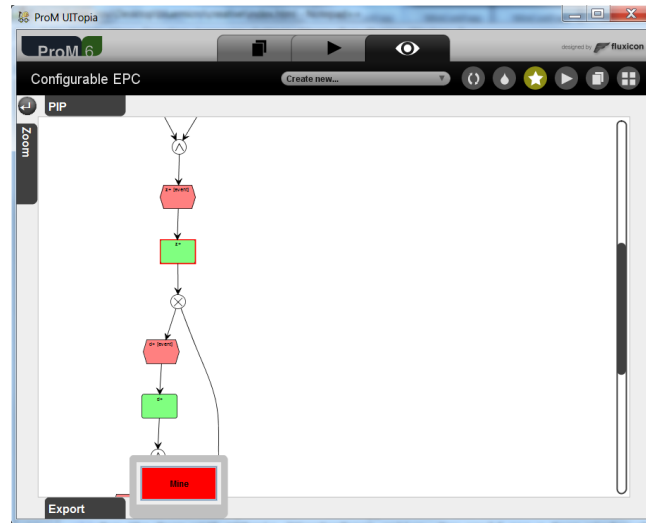 ProM UITopia
ProM 6
designed by fluxicon
Configurable EPC
Create new...
PIP
Zoom
Mine
Export